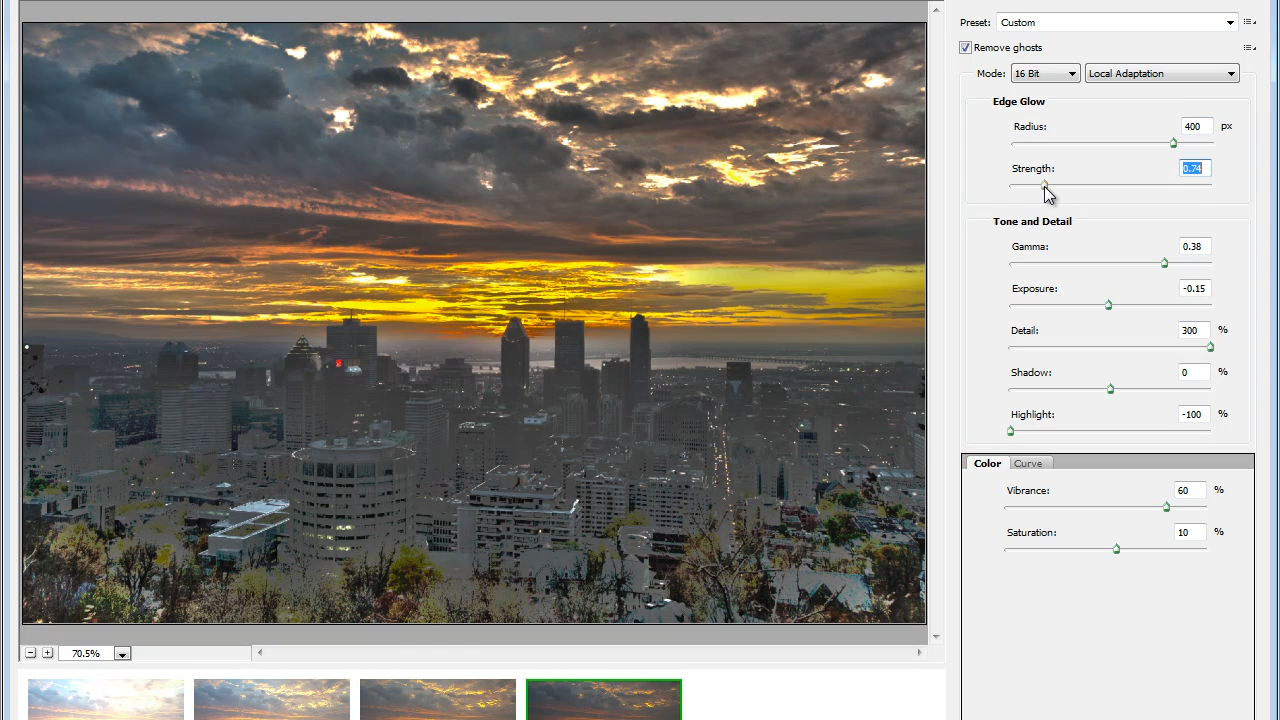 Preset: Custom
Remove ghosts
Mode: 16 Bit Local Adaptation
Edge Glow
Radius: 400 px
Strength: 0.74
Tone and Detail
Gamma: 0.38
Exposure: -0.15
Detail: 300 %
Shadow: 0 %
Highlight: -100 %
Color Curve
Vibrance: 60 %
Saturation: 10 %
70.5%